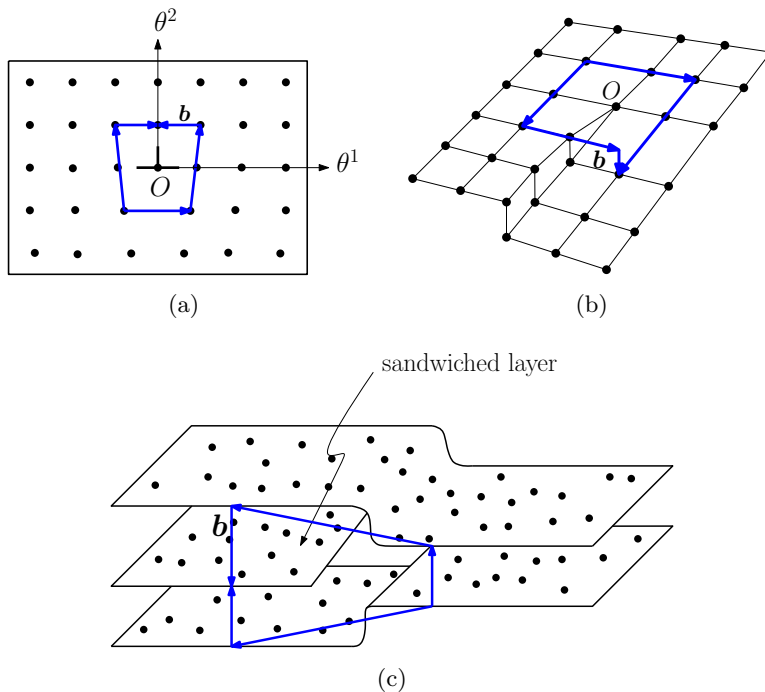 θ²
b
θ¹
O
(a)
O
b
(b)
sandwiched layer
b
(c)